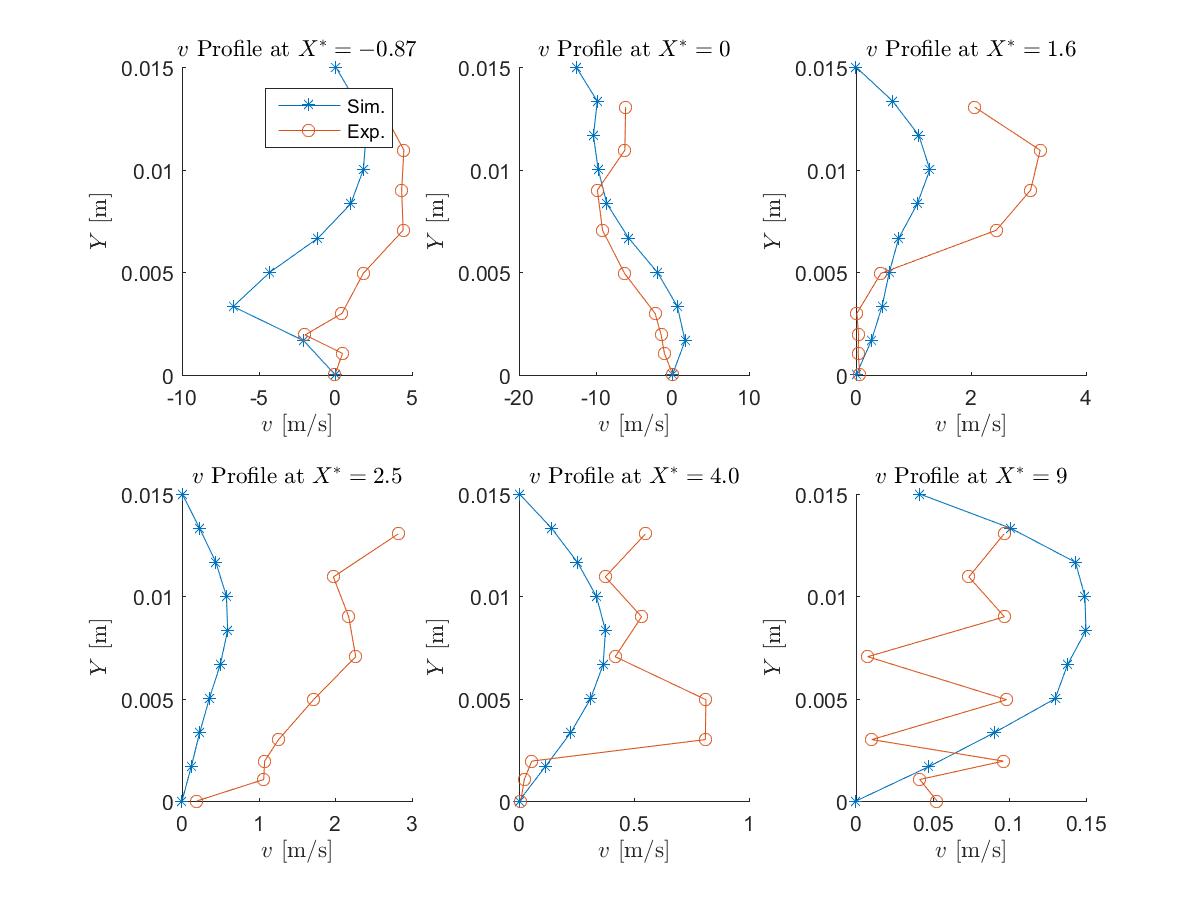 v Profile at X* = −0.87
0.015
0.01
0.005
0
-10 -5 0 5
Y [m]
v [m/s]
Sim.
Exp.
v Profile at X* = 0
0.015
0.01
0.005
0
-20 -10 0 10
Y [m]
v [m/s]
v Profile at X* = 1.6
0.015
0.01
0.005
0
0 2 4
Y [m]
v [m/s]
v Profile at X* = 2.5
0.015
0.01
0.005
0
0 1 2 3
Y [m]
v [m/s]
v Profile at X* = 4.0
0.015
0.01
0.005
0
0 0.5 1
Y [m]
v [m/s]
v Profile at X* = 9
0.015
0.01
0.005
0
0 0.05 0.1 0.15
Y [m]
v [m/s]